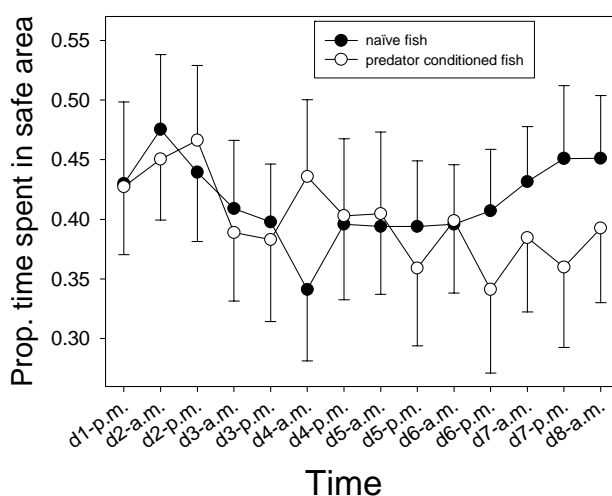 naïve fish
predator conditioned fish
Prop. time spent in safe area
0.55
0.50
0.45
0.40
0.35
0.30
d1-p.m.
d2-a.m.
d2-p.m.
d3-a.m.
d3-p.m.
d4-a.m.
d4-p.m.
d5-a.m.
d5-p.m.
d6-a.m.
d6-p.m.
d7-a.m.
d7-p.m.
d8-a.m.
Time